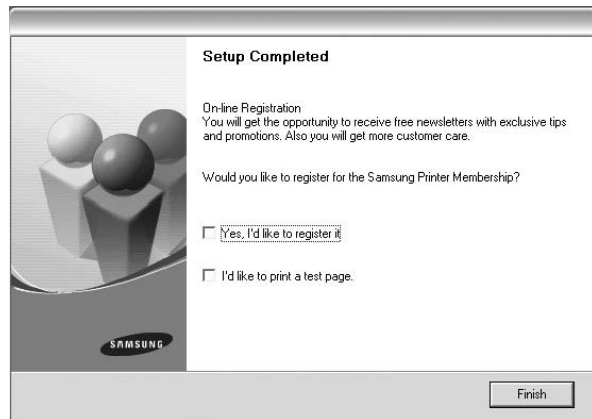 Setup Completed
On-line Registration
You will get the opportunity to receive free newsletters with exclusive tips
and promotions. Also you will get more customer care.
Would you like to register for the Samsung Printer Membership?
Yes, I'd like to register it
I'd like to print a test page.
SAMSUNG
Finish